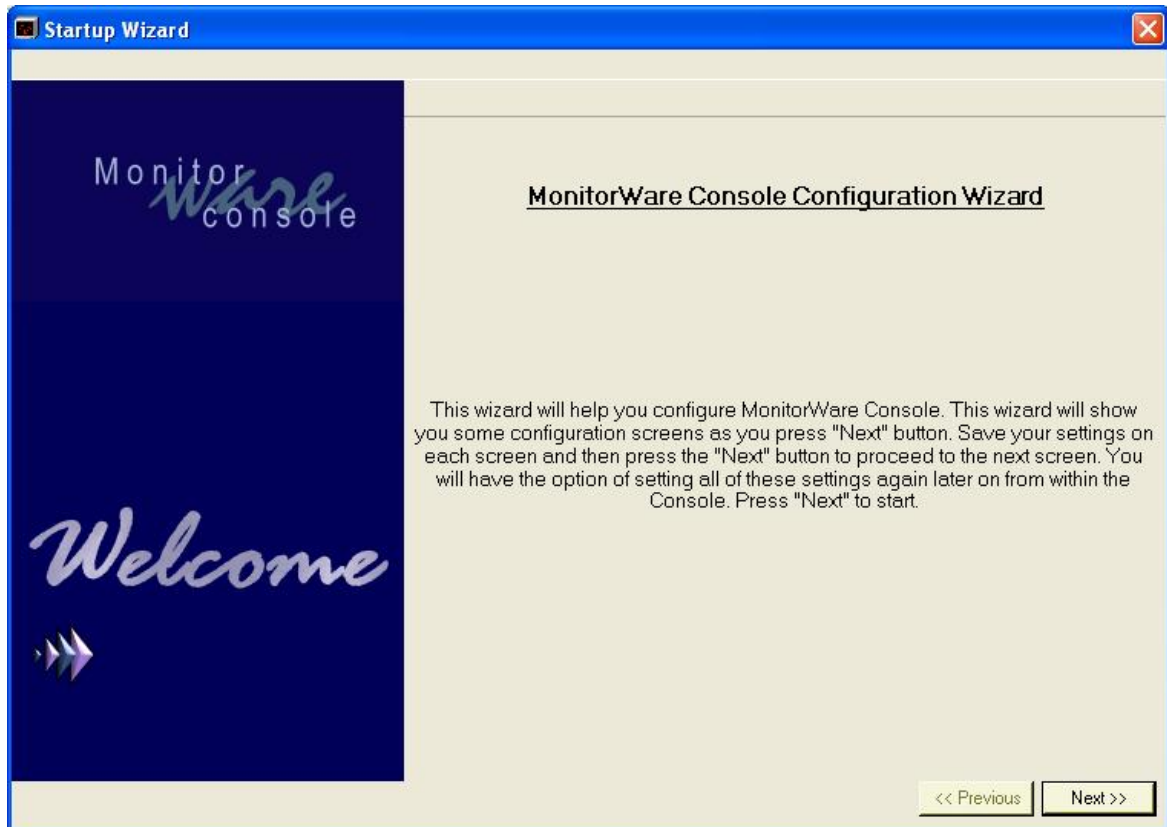 Startup Wizard
Monitor
ware
console
MonitorWare Console Configuration Wizard
This wizard will help you configure MonitorWare Console. This wizard will show
you some configuration screens as you press "Next" button. Save your settings on
each screen and then press the "Next" button to proceed to the next screen. You
will have the option of setting all of these settings again later on from within the
Console. Press "Next" to start.
Welcome
<< Previous
Next >>